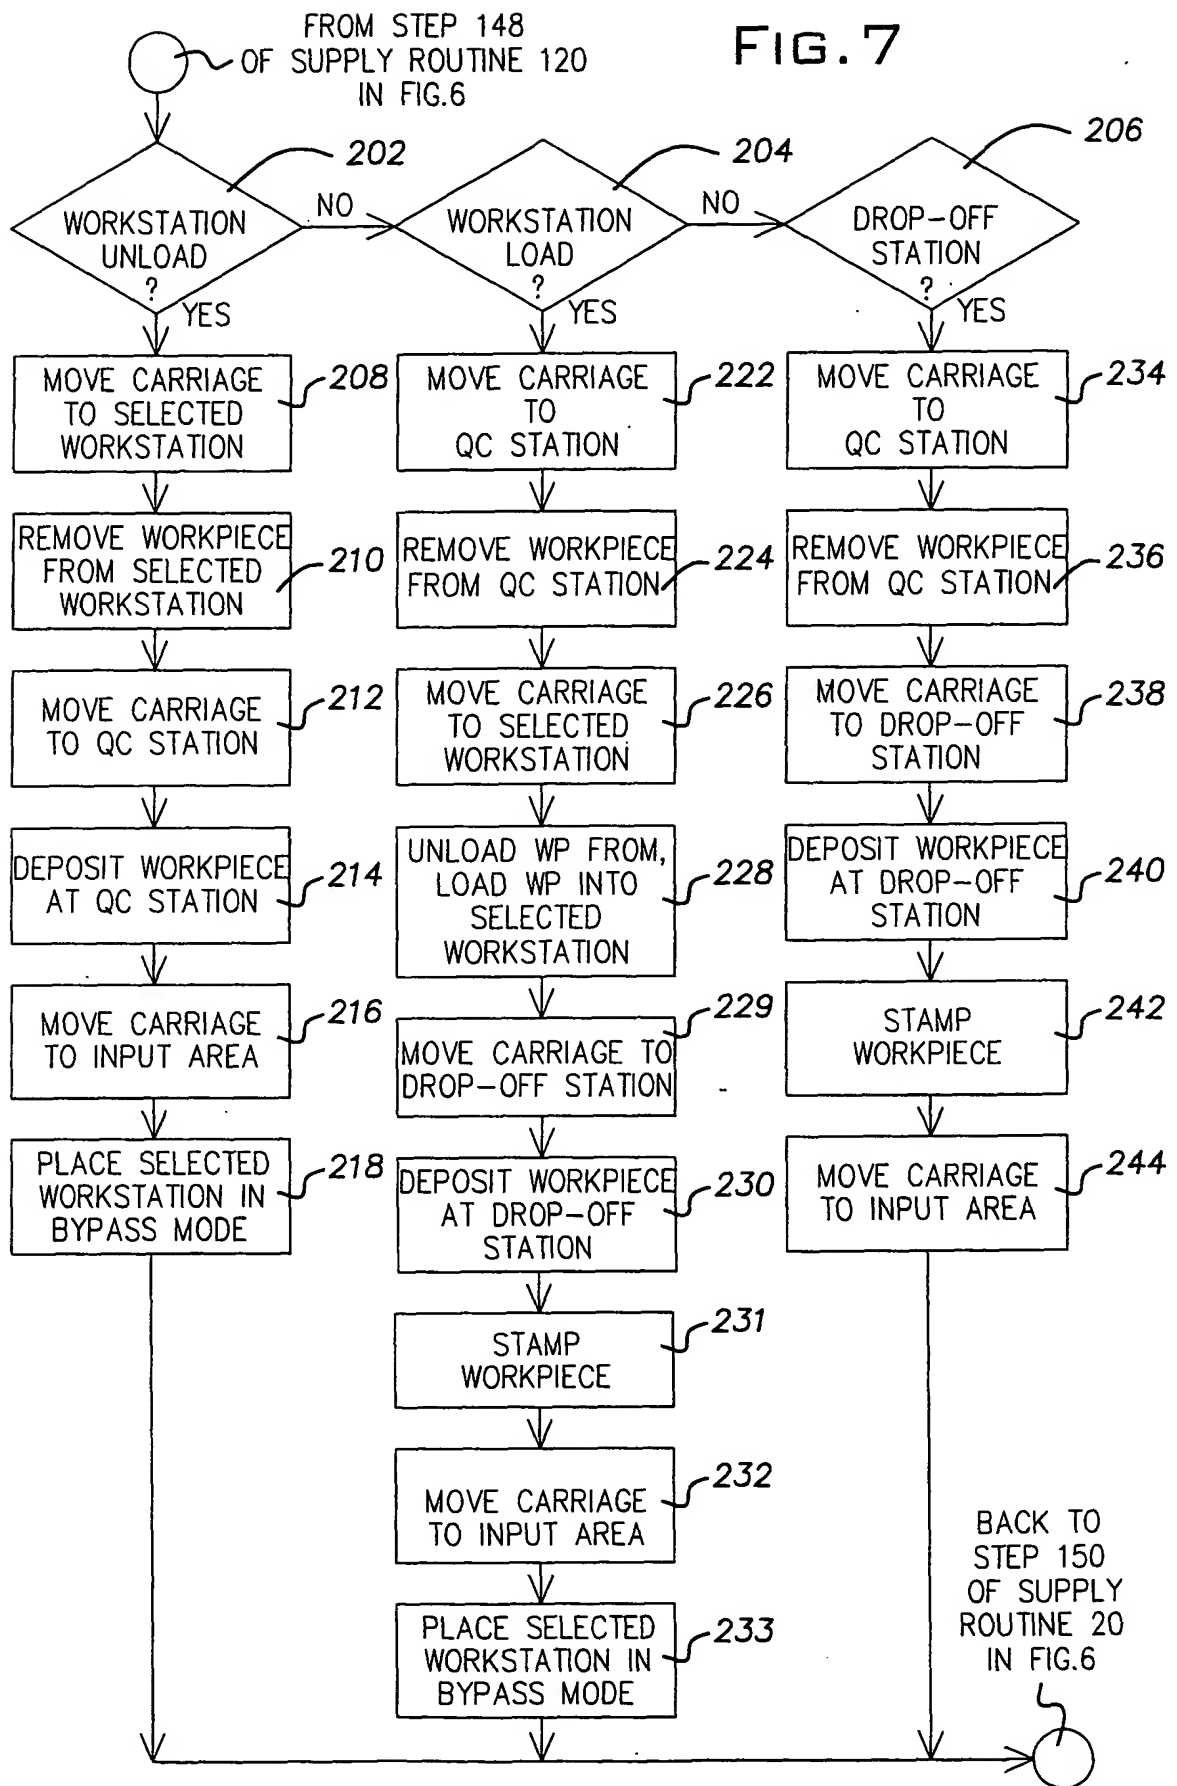 FROM STEP 148
OF SUPPLY ROUTINE 120
IN FIG.6
FIG. 7
202
WORKSTATION
UNLOAD
?
NO
YES
204
WORKSTATION
LOAD
?
NO
YES
206
DROP-OFF
STATION
?
YES
MOVE CARRIAGE
TO SELECTED
WORKSTATION
208
REMOVE WORKPIECE
FROM SELECTED
WORKSTATION
210
MOVE CARRIAGE
TO QC STATION
212
DEPOSIT WORKPIECE
AT QC STATION
214
MOVE CARRIAGE
TO INPUT AREA
216
PLACE SELECTED
WORKSTATION IN
BYPASS MODE
218
MOVE CARRIAGE
TO
QC STATION
222
REMOVE WORKPIECE
FROM QC STATION
224
MOVE CARRIAGE
TO SELECTED
WORKSTATION
226
UNLOAD WP FROM,
LOAD WP INTO
SELECTED
WORKSTATION
228
MOVE CARRIAGE TO
DROP-OFF STATION
229
DEPOSIT WORKPIECE
AT DROP-OFF
STATION
230
STAMP
WORKPIECE
231
MOVE CARRIAGE
TO INPUT AREA
232
PLACE SELECTED
WORKSTATION IN
BYPASS MODE
233
MOVE CARRIAGE
TO
QC STATION
234
REMOVE WORKPIECE
FROM QC STATION
236
MOVE CARRIAGE
TO DROP-OFF
STATION
238
DEPOSIT WORKPIECE
AT DROP-OFF
STATION
240
STAMP
WORKPIECE
242
MOVE CARRIAGE
TO INPUT AREA
244
BACK TO
STEP 150
OF SUPPLY
ROUTINE 20
IN FIG.6